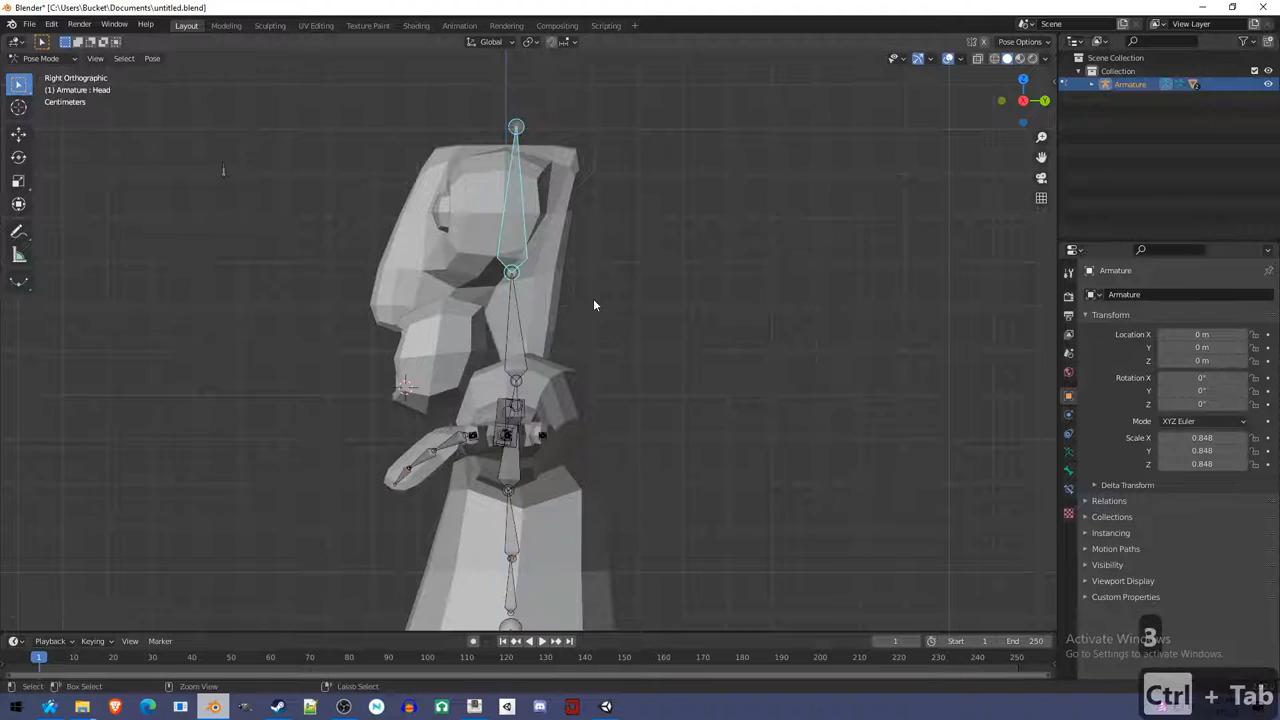 Blender* [C:\Users\Bucket\Documents\untitled.blend]
File Edit Render Window Help Layout Modeling Sculpting UV Editing Texture Paint Shading Animation Rendering Compositing Scripting + Scene View Layer
Global Pose Options
Pose Mode View Select Pose
Right Orthographic
(1) Armature : Head
Centimeters
Scene Collection
Collection
Armature
2
Z
X
Y
Armature
Armature
Transform
Location X 0 m
Y 0 m
Z 0 m
Rotation X 0°
Y 0°
Z 0°
Mode XYZ Euler
Scale X 0.848
Y 0.848
Z 0.848
Delta Transform
Relations
Collections
Instancing
Motion Paths
Visibility
Viewport Display
Custom Properties
Playback Keying View Marker 1 Start 1 End 250
1 10 20 30 40 50 60 70 80 90 100 110 120 130 140 150 160 170 180 190 200 210 220 230 240 250
Select Box Select Zoom View Lasso Select
3
Activate Windows
Go to Settings to activate Windows.
Ctrl + Tab